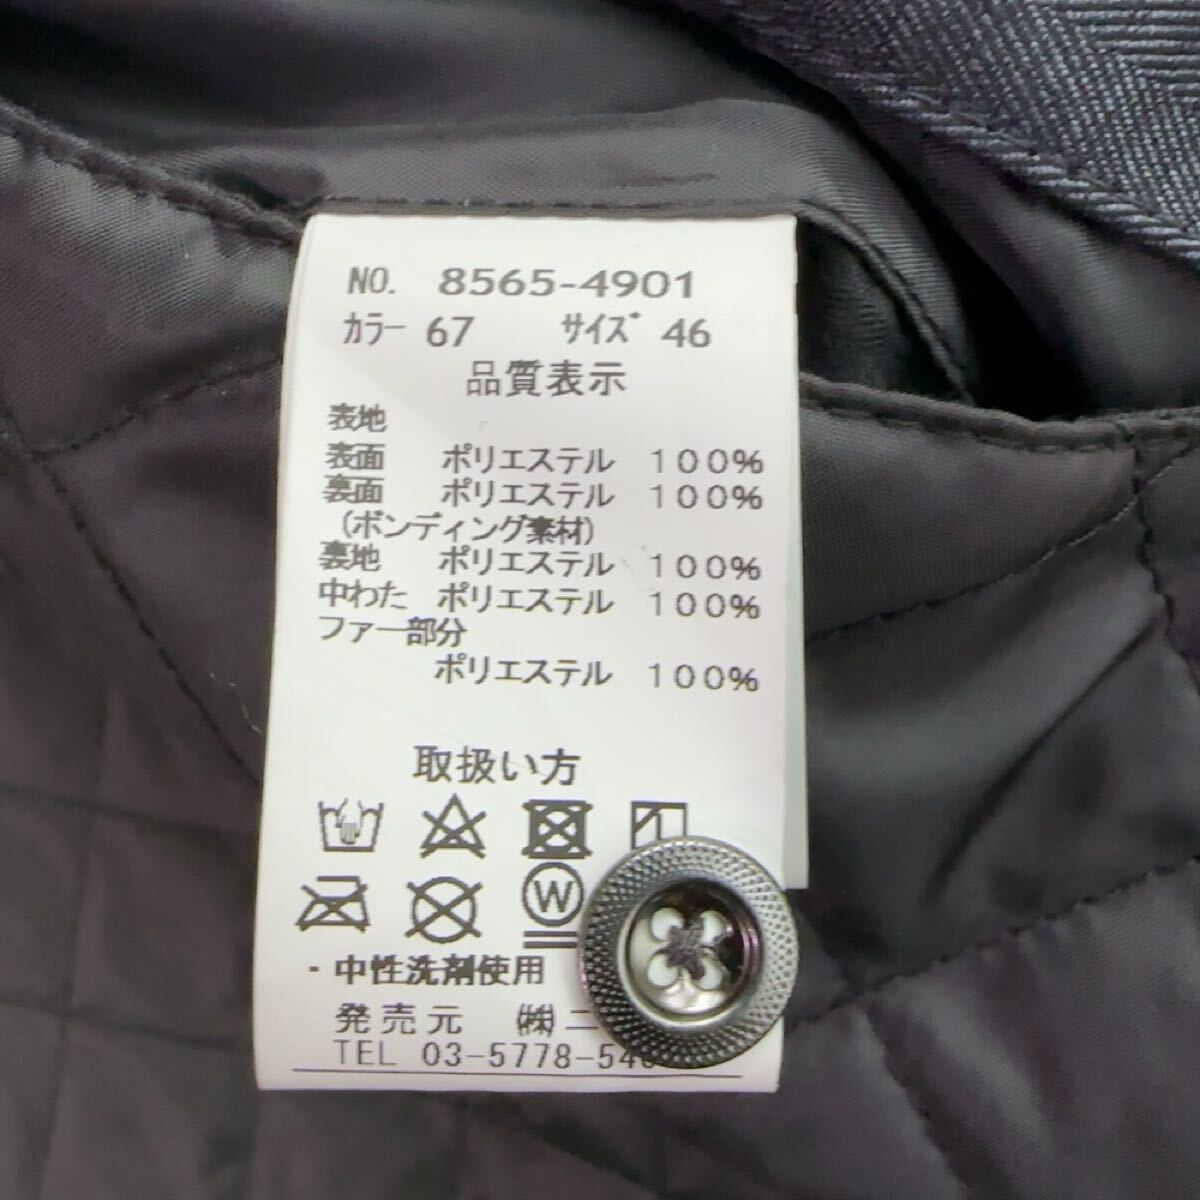 NO. 8565-4901
カラー 67 サイズ 46
品質表示
表地
表面 ポリエステル 100%
裏面 ポリエステル 100%
(ボンディング素材)
裏地 ポリエステル 100%
中わた ポリエステル 100%
ファー部分
ポリエステル 100%
取扱い方
W
・中性洗剤使用
発売元 ㈱ニ
TEL 03-5778-54